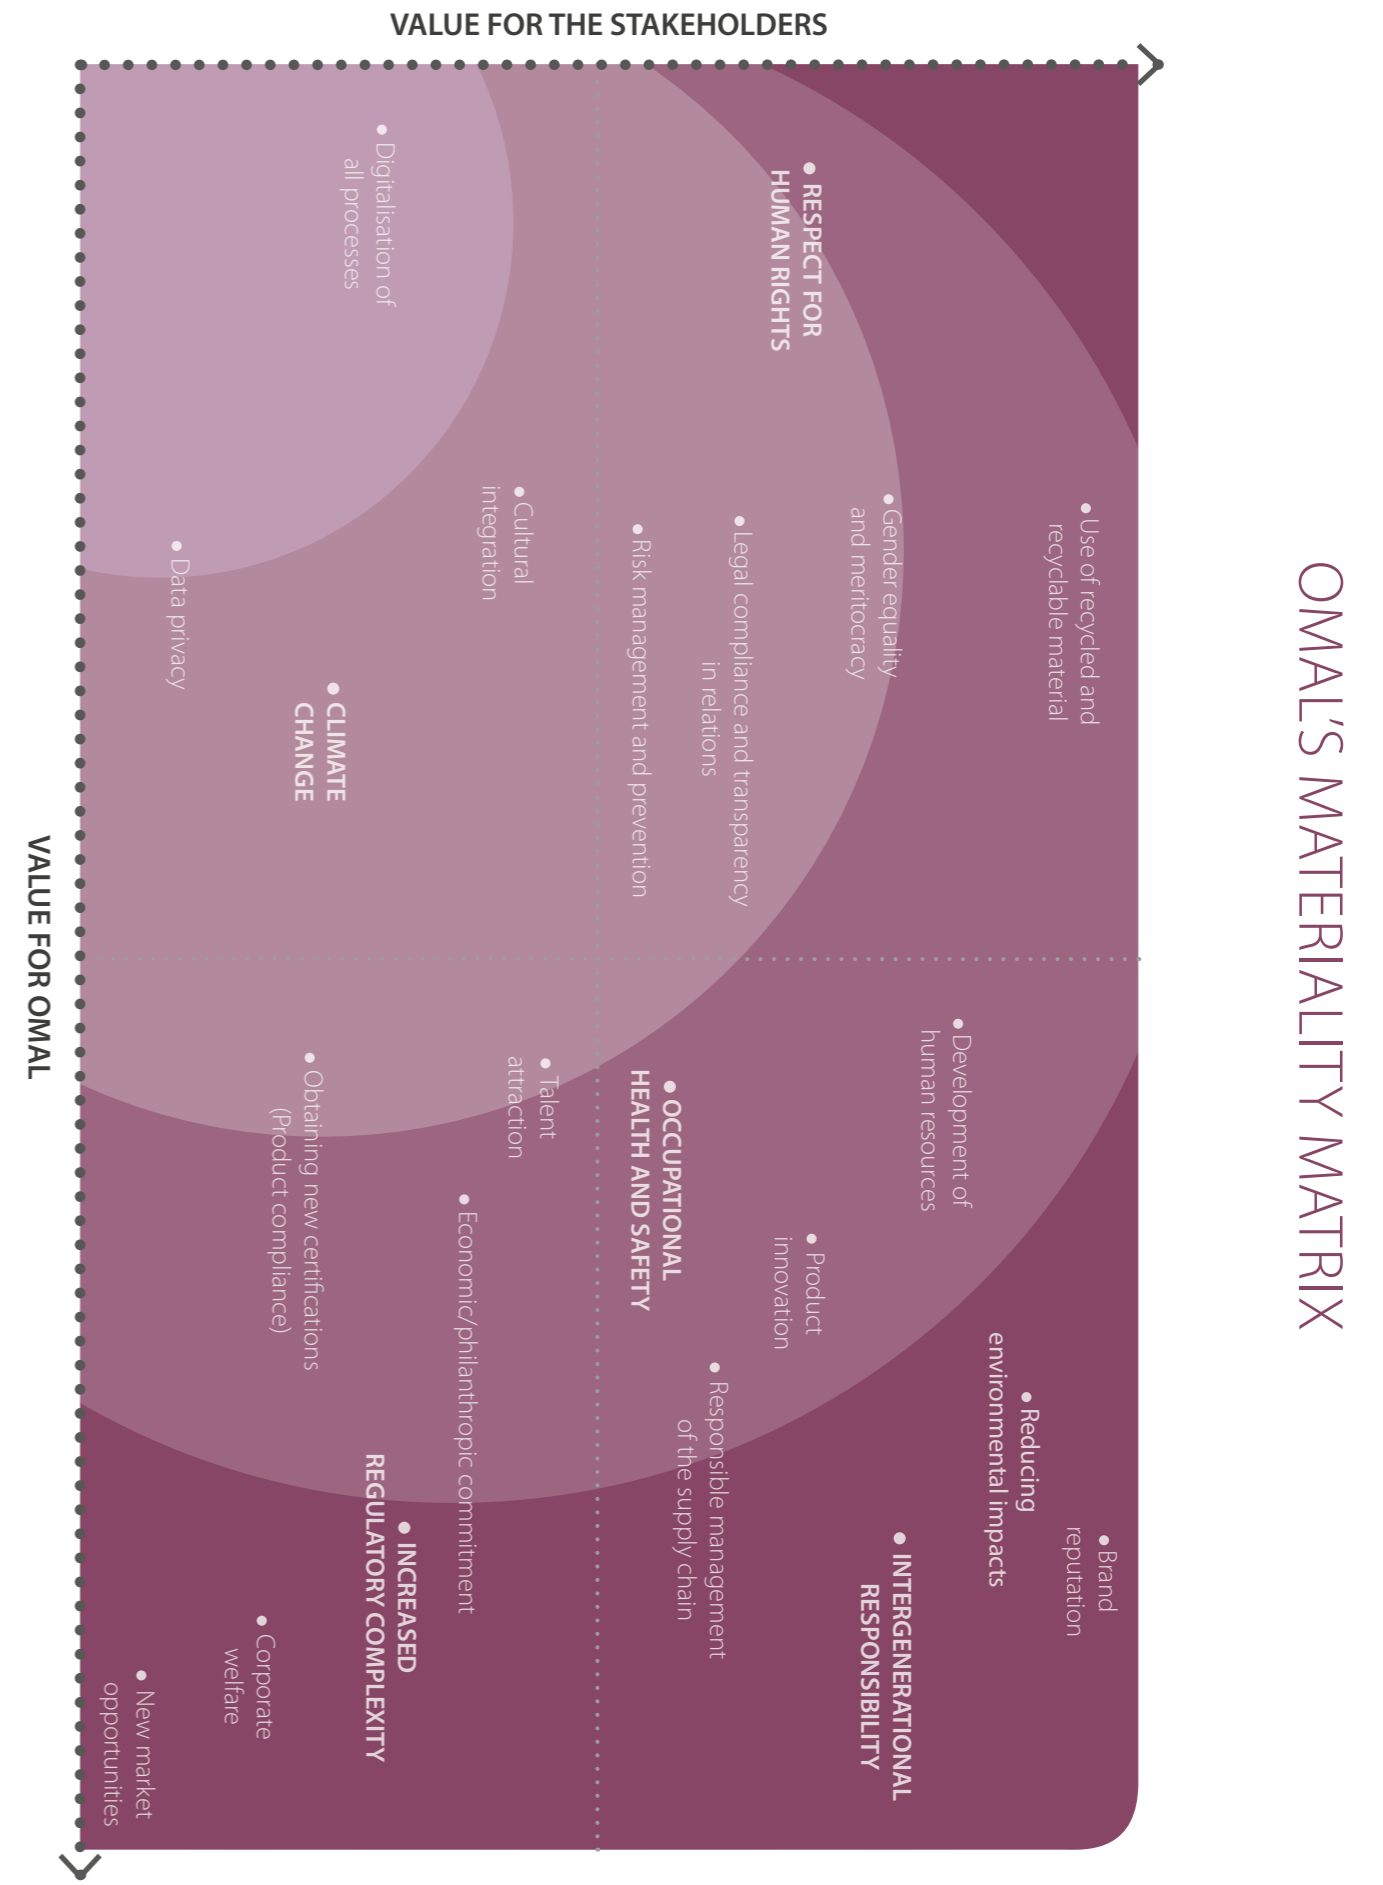 OMAL'S MATERIALITY MATRIX
VALUE FOR THE STAKEHOLDERS
Brand
reputation
Use of recycled and
recyclable material
Reducing
environmental impacts
Development of
human resources
INTERGENERATIONAL
RESPONSIBILITY
Gender equality
and meritocracy
Product
innovation
RESPECT FOR
HUMAN RIGHTS
Legal compliance and transparency
in relations
Responsible management
of the supply chain
OCCUPATIONAL
HEALTH AND SAFETY
Risk management and prevention
Talent
attraction
Cultural
integration
Economic/philanthropic commitment
INCREASED
REGULATORY COMPLEXITY
Digitalisation of
all processes
CLIMATE
CHANGE
Obtaining new certifications
(Product compliance)
Corporate
welfare
Data privacy
New market
opportunities
VALUE FOR OMAL